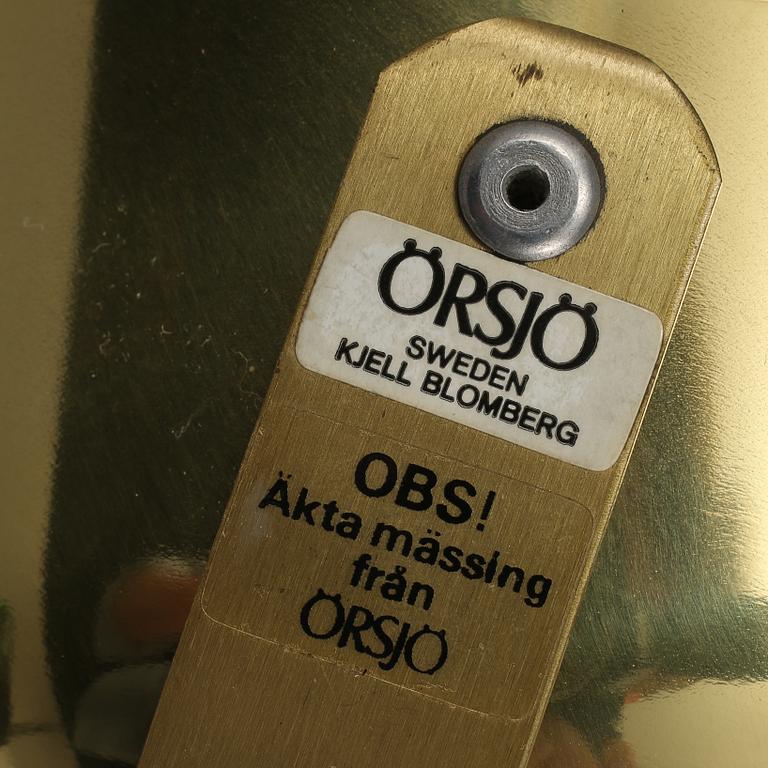 ÖRSJÖ
SWEDEN
KJELL BLOMBERG
OBS!
Äkta mässing
från
ÖRSJÖ